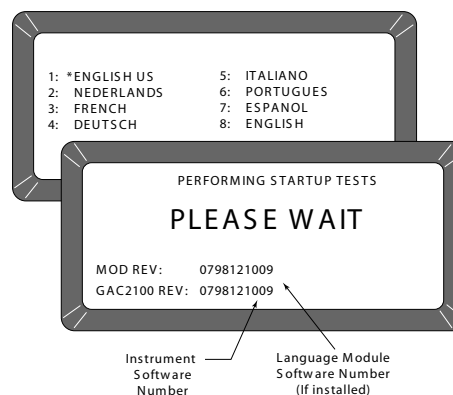 1: *ENGLISH US
2: NEDERLANDS
3: FRENCH
4: DEUTSCH
5: ITALIANO
6: PORTUGUES
7: ESPANOL
8: ENGLISH
PERFORMING STARTUP TESTS
PLEASE WAIT
MOD REV: 0798121009
GAC2100 REV: 0798121009
Instrument
Software
Number
Language Module
Software Number
(If installed)